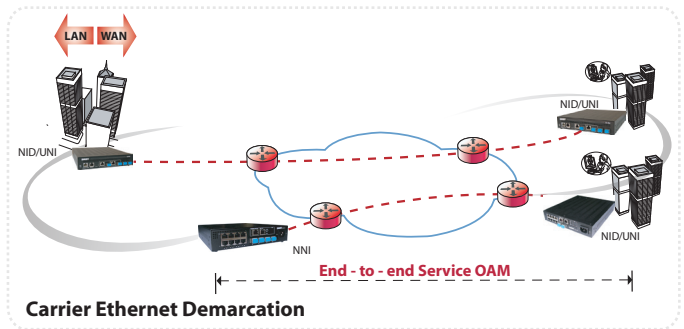 LAN WAN
NID/UNI
NID/UNI
NNI
NID/UNI
End - to - end Service OAM
Carrier Ethernet Demarcation